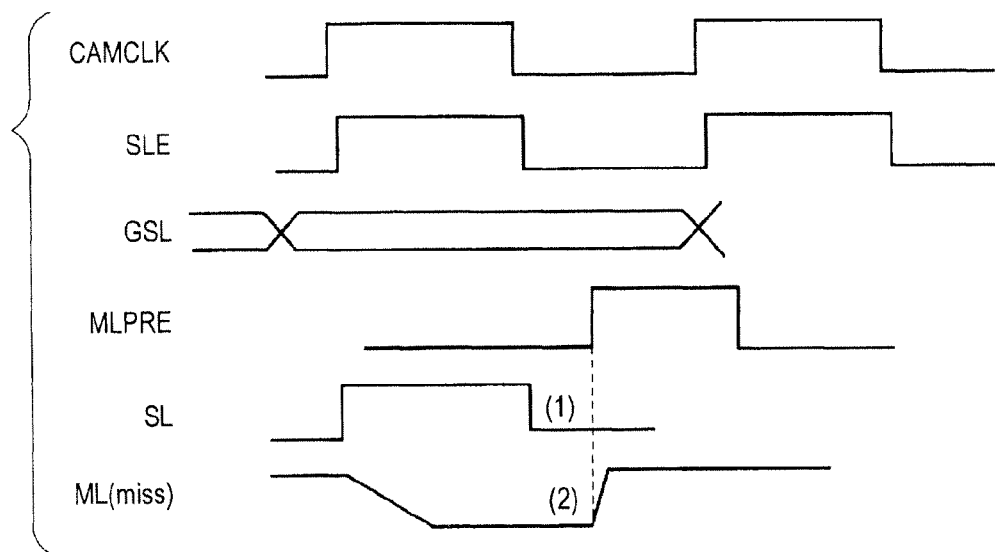 CAMCLK
SLE
GSL
MLPRE
SL
(1)
ML(miss)
(2)